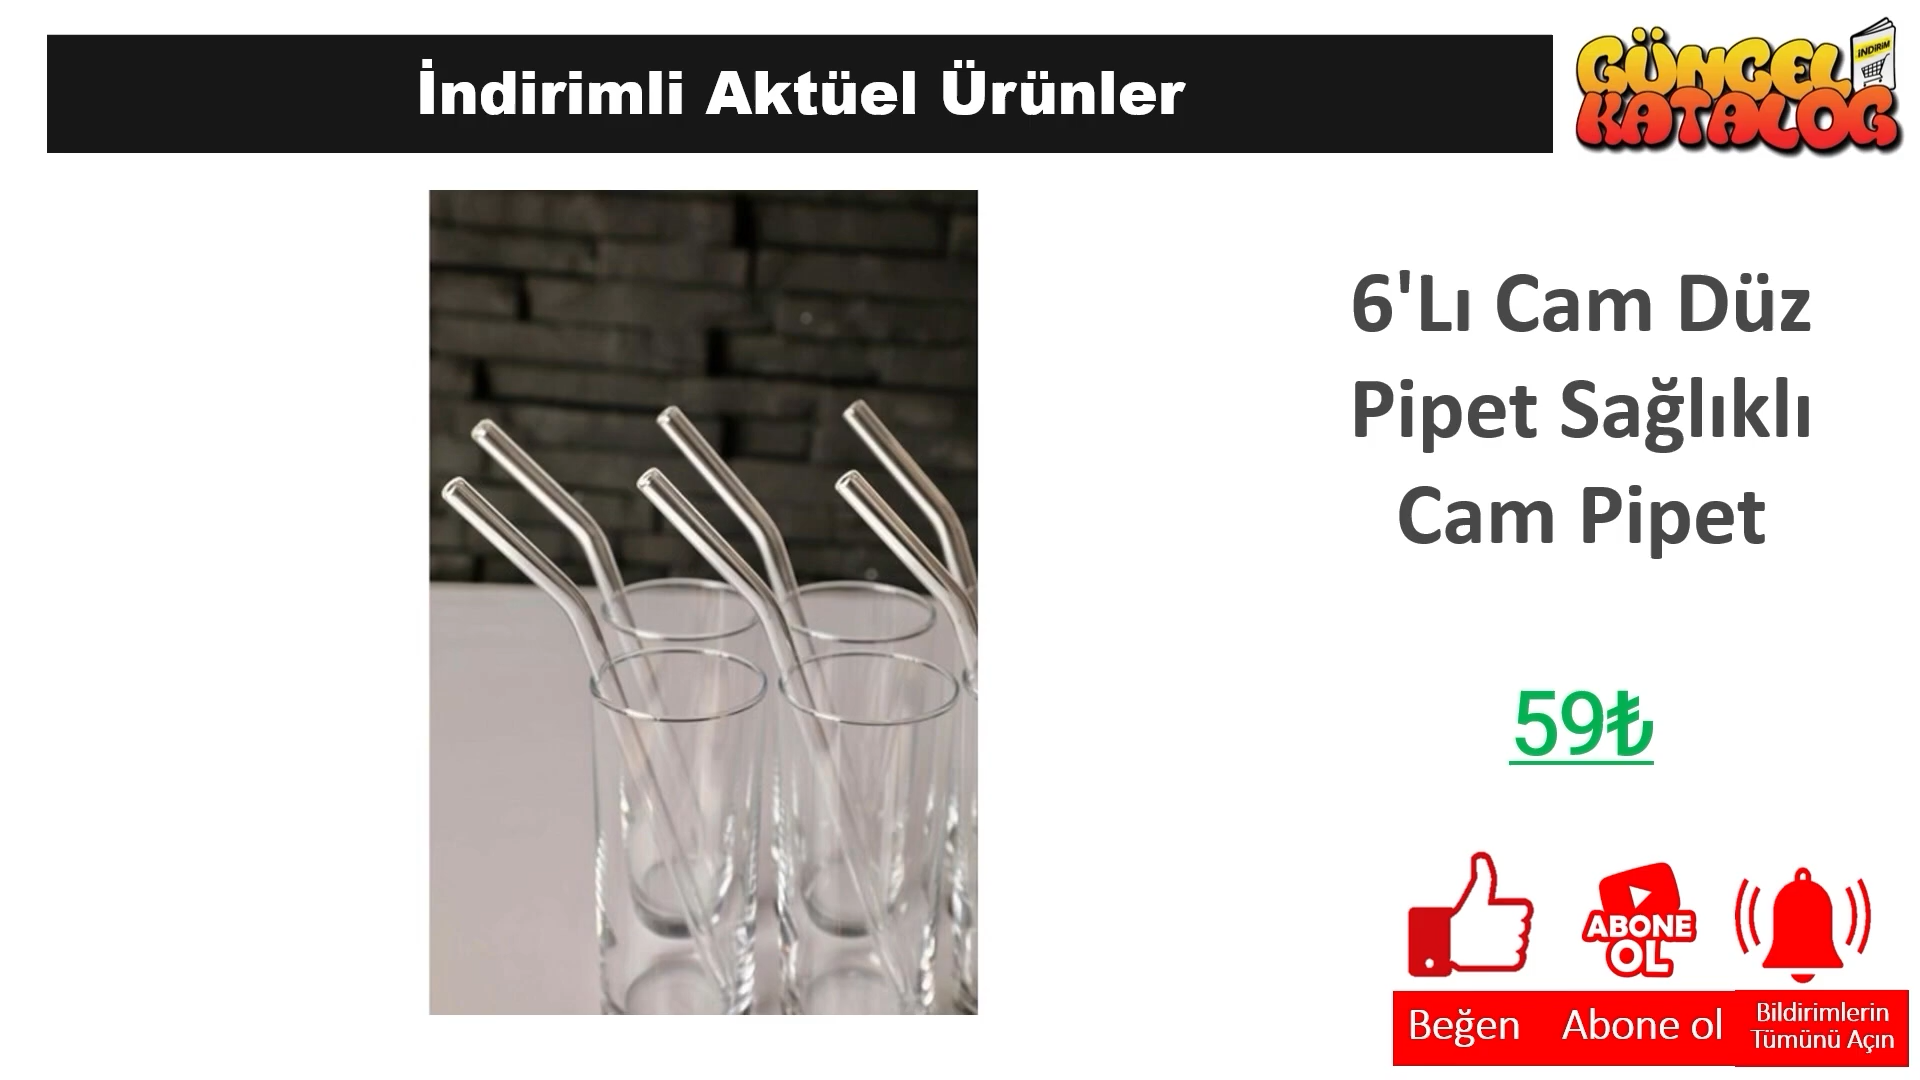 İndirimli Aktüel Ürünler
GÜNCEL
KATALOG
İNDİRİM
6'Lı Cam Düz
Pipet Sağlıklı
Cam Pipet
59₺
ABONE
OL
Beğen
Abone ol
Bildirimlerin
Tümünü Açın